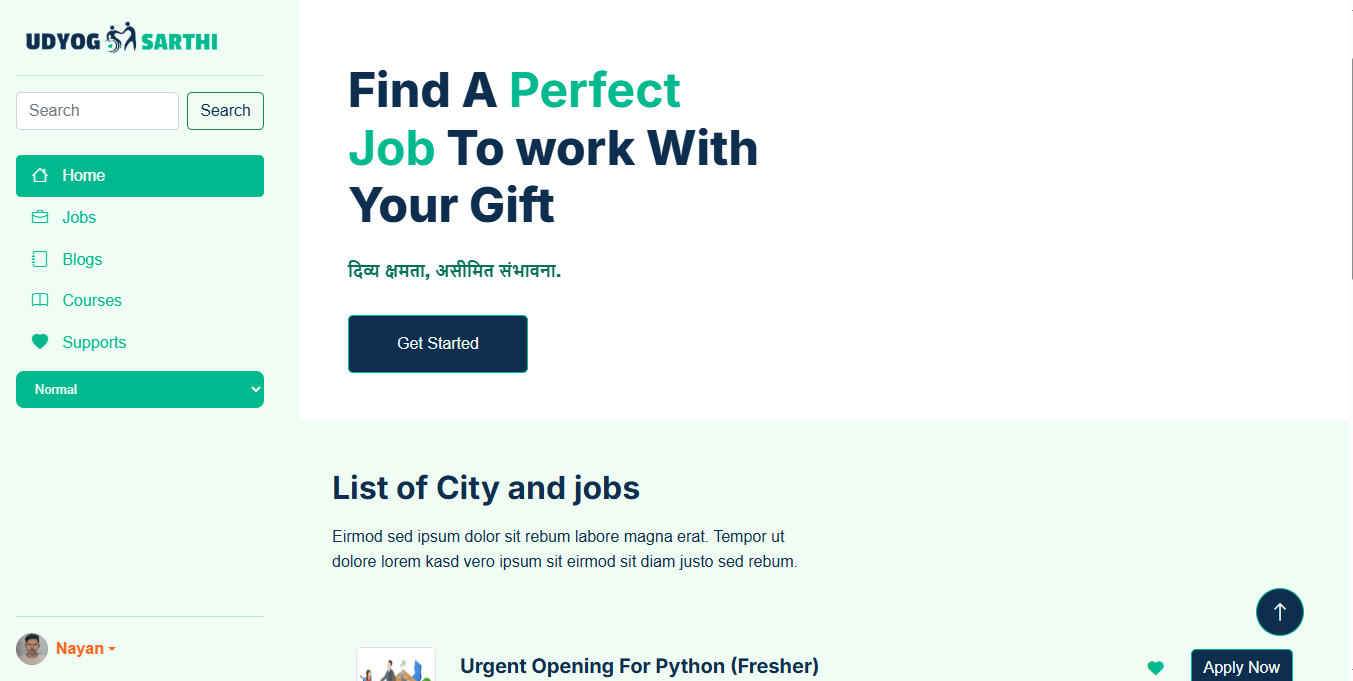 UDYOG SARTHI
Search
Search
Home
Jobs
Blogs
Courses
Supports
Normal
Nayan
Find A Perfect
Job To work With
Your Gift
दिव्य क्षमता, असीमित संभावना.
Get Started
List of City and jobs
Eirmod sed ipsum dolor sit rebum labore magna erat. Tempor ut
dolore lorem kasd vero ipsum sit eirmod sit diam justo sed rebum.
Urgent Opening For Python (Fresher)
Apply Now